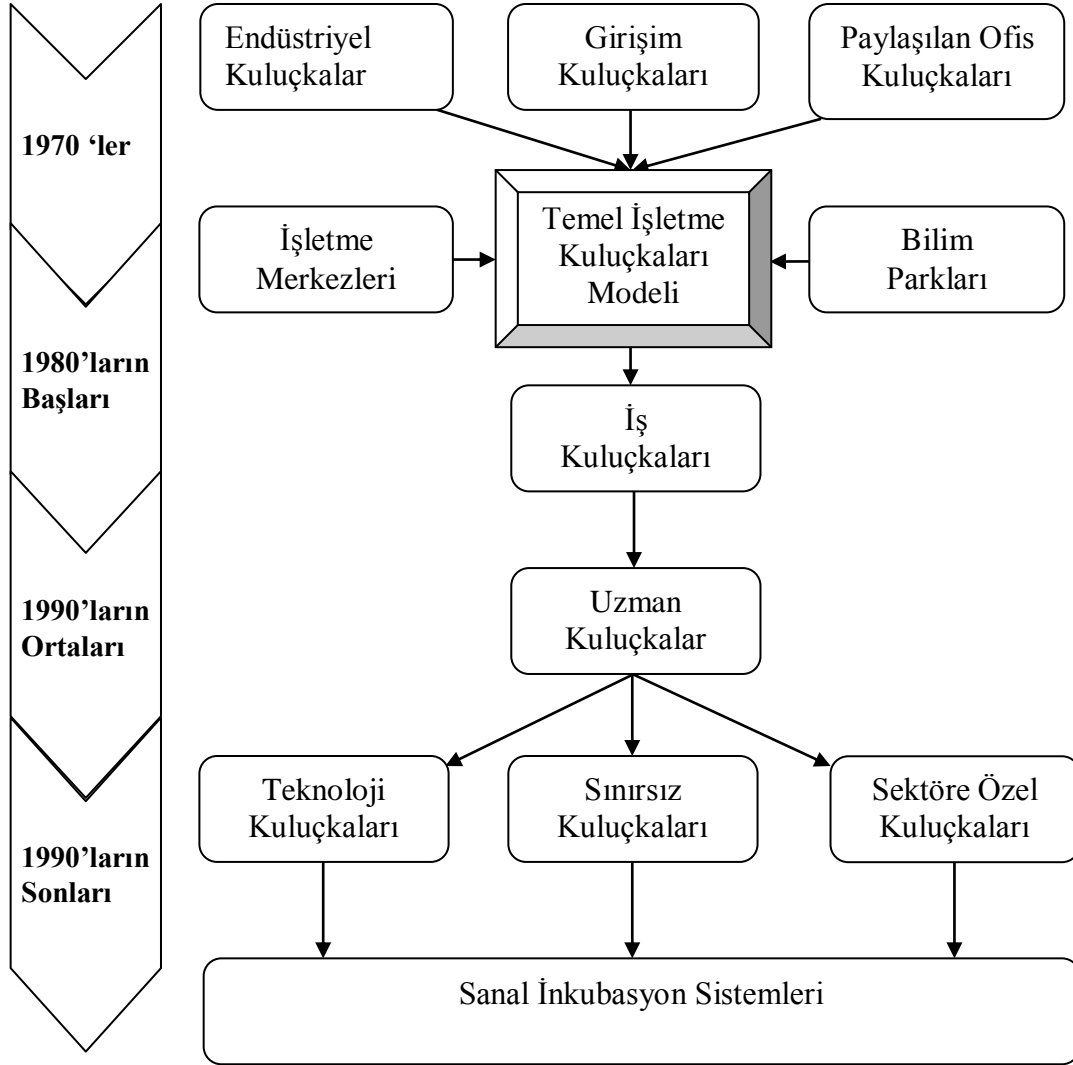 Endüstriyel
Kuluçkalar
Girişim
Kuluçkaları
Paylaşılan Ofis
Kuluçkaları
1970 ‘ler
İşletme
Merkezleri
Temel İşletme
Kuluçkaları
Modeli
Bilim
Parkları
1980’ların
Başları
İş
Kuluçkaları
1990’ların
Ortaları
Uzman
Kuluçkalar
Teknoloji
Kuluçkaları
Sınırsız
Kuluçkaları
Sektöre Özel
Kuluçkaları
1990’ların
Sonları
Sanal İnkubasyon Sistemleri